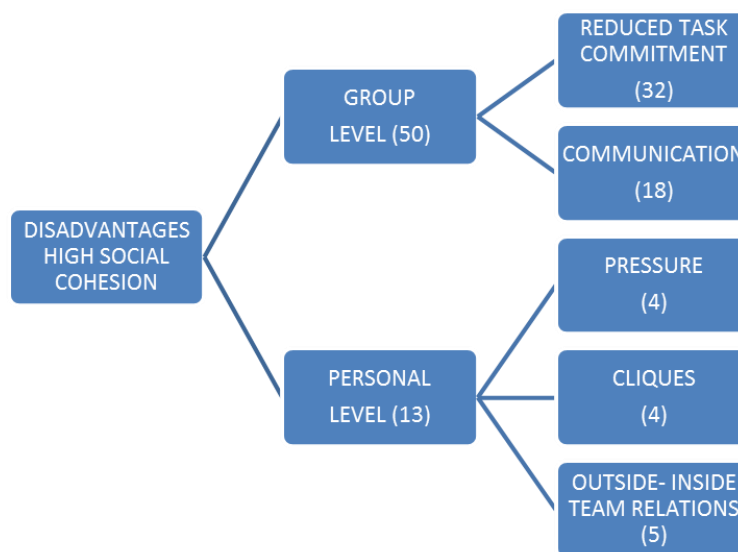 DISADVANTAGES
HIGH SOCIAL
COHESION
GROUP
LEVEL (50)
PERSONAL
LEVEL (13)
REDUCED TASK
COMMITMENT
(32)
COMMUNICATION
(18)
PRESSURE
(4)
CLIQUES
(4)
OUTSIDE- INSIDE
TEAM RELATIONS
(5)